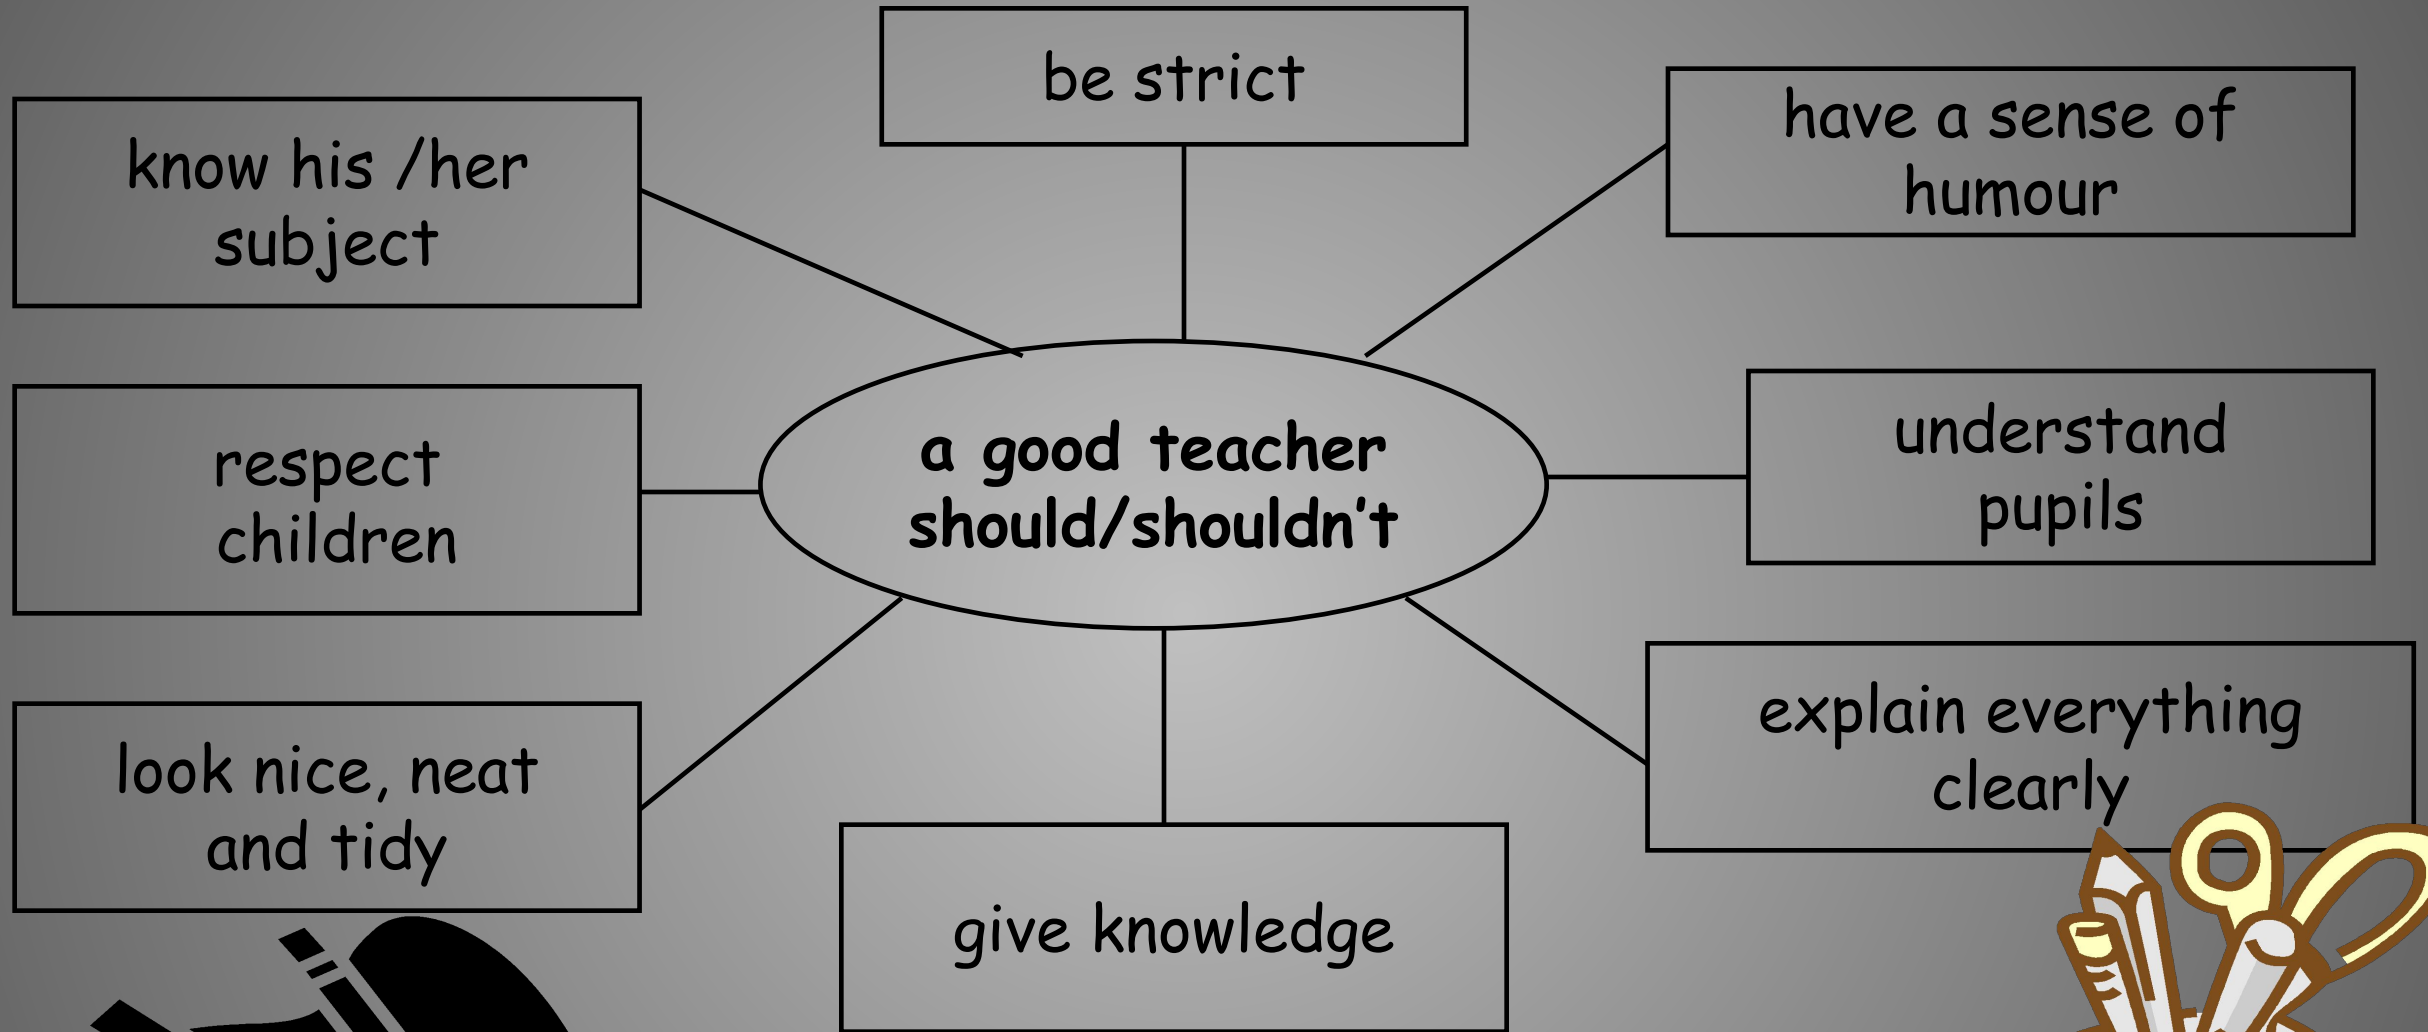 be strict
have a sense of
humour
know his /her
subject
a good teacher
should/shouldn't
respect
children
understand
pupils
look nice, neat
and tidy
explain everything
clearly
give knowledge